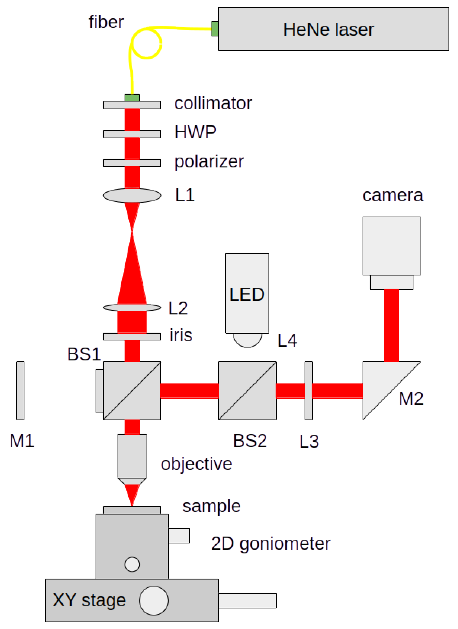 fiber
HeNe laser
collimator
HWP
polarizer
L1
camera
LED
L2
iris
L4
BS1
M2
M1
BS2
L3
objective
sample
2D goniometer
XY stage